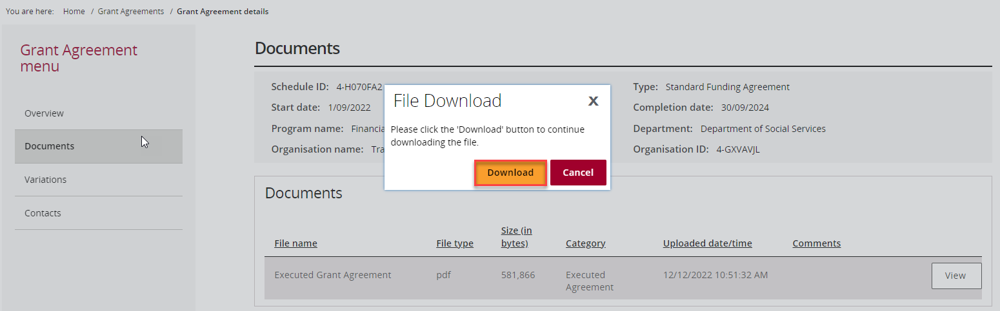 You are here: Home / Grant Agreements / Grant Agreement details
Grant Agreement
menu
Overview
Documents
Variations
Contacts
Documents
Schedule ID: 4-H070FA2
Type: Standard Funding Agreement
Start date: 1/09/2022
Completion date: 30/09/2024
Program name:
Department: Department of Social Services
Organisation name:
Organisation ID: 4-GXVAVJL
File Download
X
Please click the 'Download' button to continue
downloading the file.
Download Cancel
Documents
File name File type Size (in
bytes) Category Uploaded date/time Comments
Executed Grant Agreement pdf 581,866 Executed
Agreement 12/12/2022 10:51:32 AM View